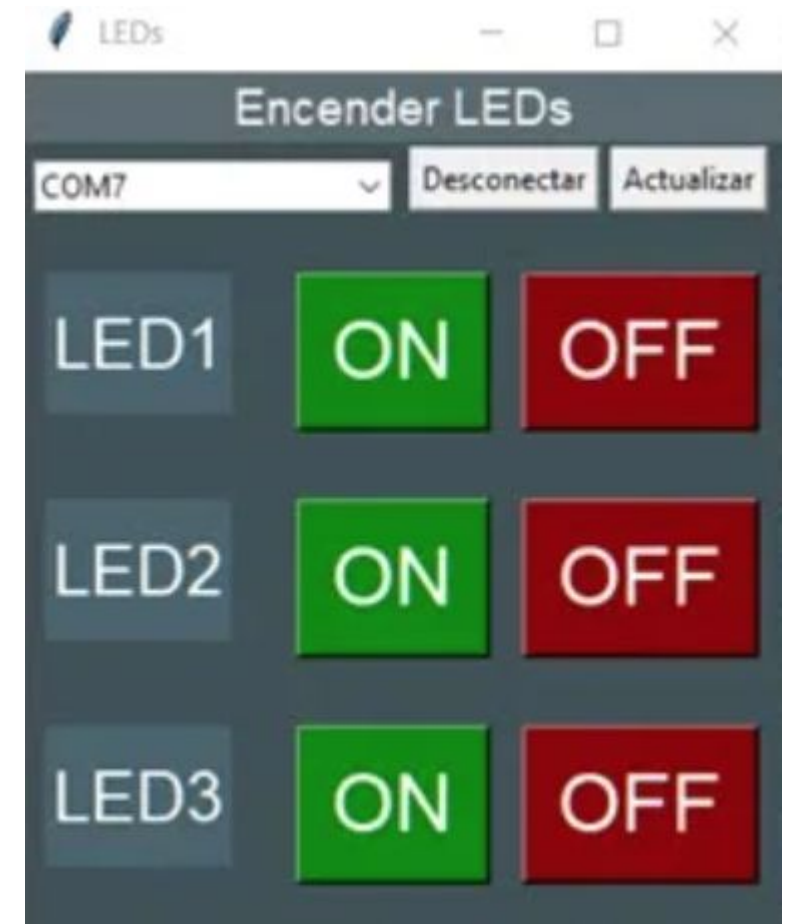 LEDs
Encender LEDs
COM7 Desconectar Actualizar
LED1 ON OFF
LED2 ON OFF
LED3 ON OFF